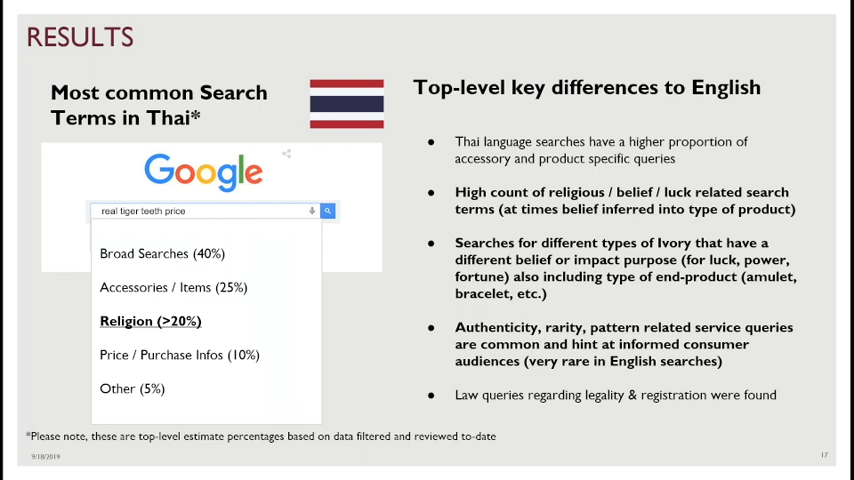 RESULTS
Most common Search
Terms in Thai*
Google
real tiger teeth price
Broad Searches (40%)
Accessories / Items (25%)
Religion (>20%)
Price / Purchase Infos (10%)
Other (5%)
Top-level key differences to English
● Thai language searches have a higher proportion of
accessory and product specific queries
● High count of religious / belief / luck related search
terms (at times belief inferred into type of product)
● Searches for different types of Ivory that have a
different belief or impact purpose (for luck, power,
fortune) also including type of end-product (amulet,
bracelet, etc.)
● Authenticity, rarity, pattern related service queries
are common and hint at informed consumer
audiences (very rare in English searches)
● Law queries regarding legality & registration were found
*Please note, these are top-level estimate percentages based on data filtered and reviewed to-date
9/18/2019
17